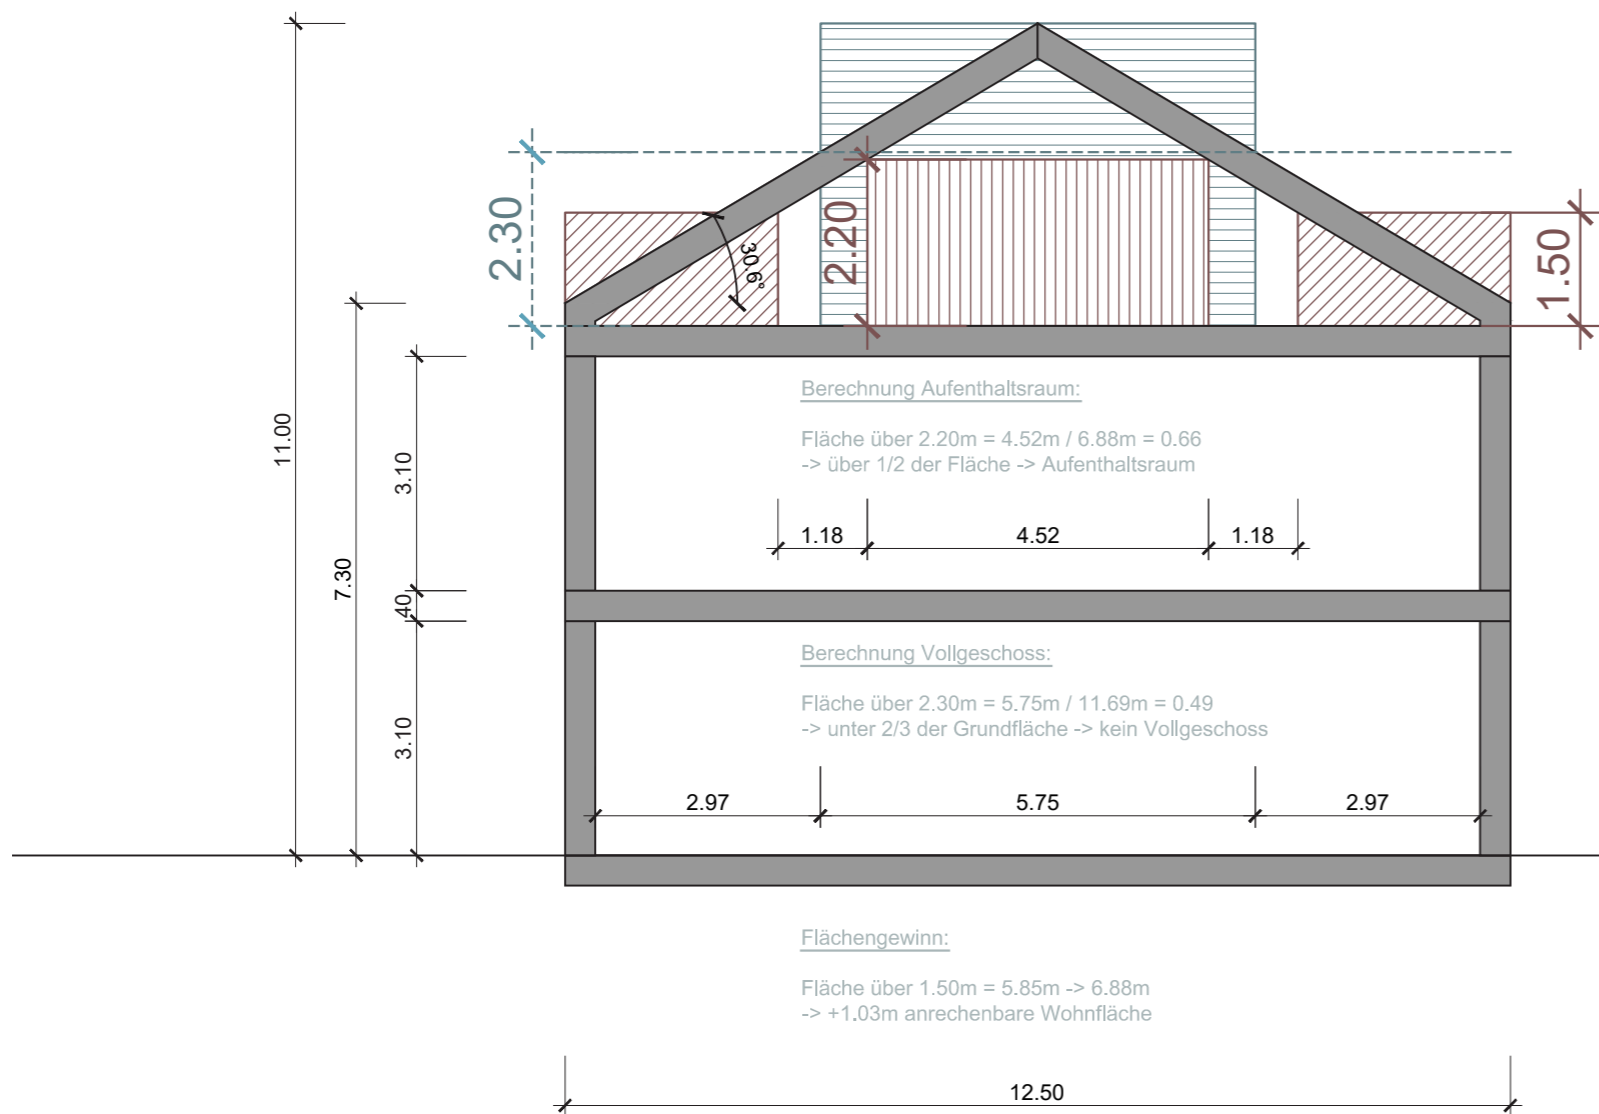 11.00
7.30
3.10
40
3.10
2.30
30.6°
2.20
1.50
Berechnung Aufenthaltsraum:
Fläche über 2.20m = 4.52m / 6.88m = 0.66
-> über 1/2 der Fläche -> Aufenthaltsraum
1.18 4.52 1.18
Berechnung Vollgeschoss:
Fläche über 2.30m = 5.75m / 11.69m = 0.49
-> unter 2/3 der Grundfläche -> kein Vollgeschoss
2.97 5.75 2.97
Flächengewinn:
Fläche über 1.50m = 5.85m -> 6.88m
-> +1.03m anrechenbare Wohnfläche
12.50